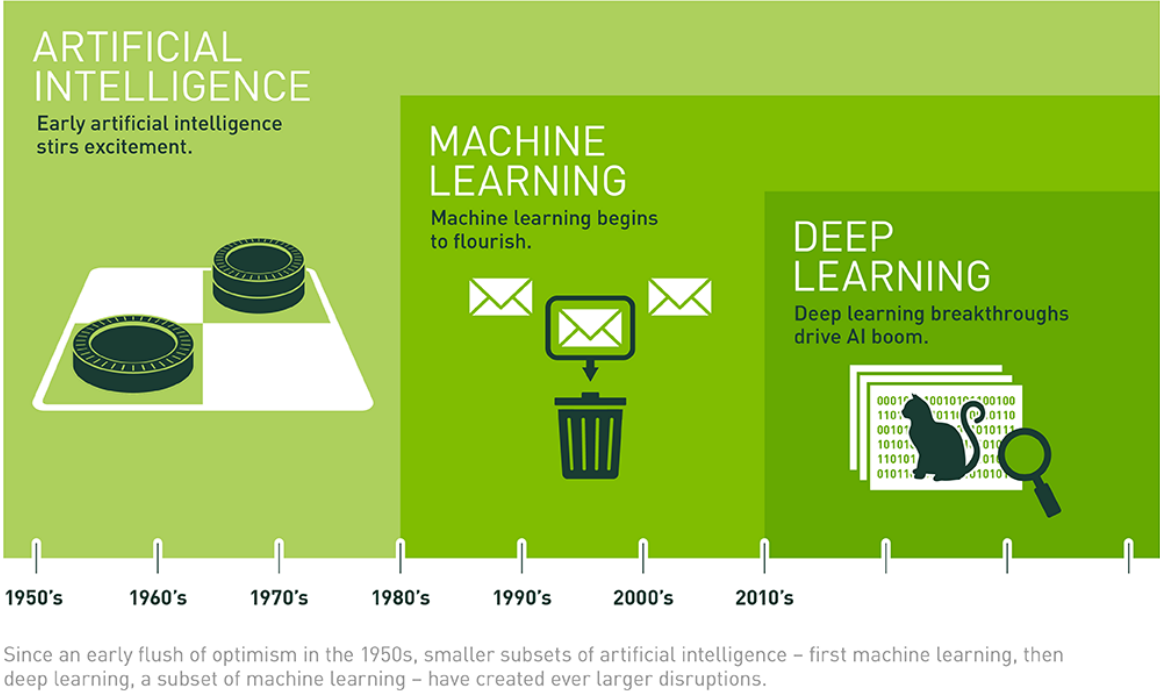 ARTIFICIAL
INTELLIGENCE
Early artificial intelligence
stirs excitement.
MACHINE
LEARNING
Machine learning begins
to flourish.
DEEP
LEARNING
Deep learning breakthroughs
drive AI boom.
1950's 1960's 1970's 1980's 1990's 2000's 2010's
Since an early flush of optimism in the 1950s, smaller subsets of artificial intelligence – first machine learning, then
deep learning, a subset of machine learning – have created ever larger disruptions.